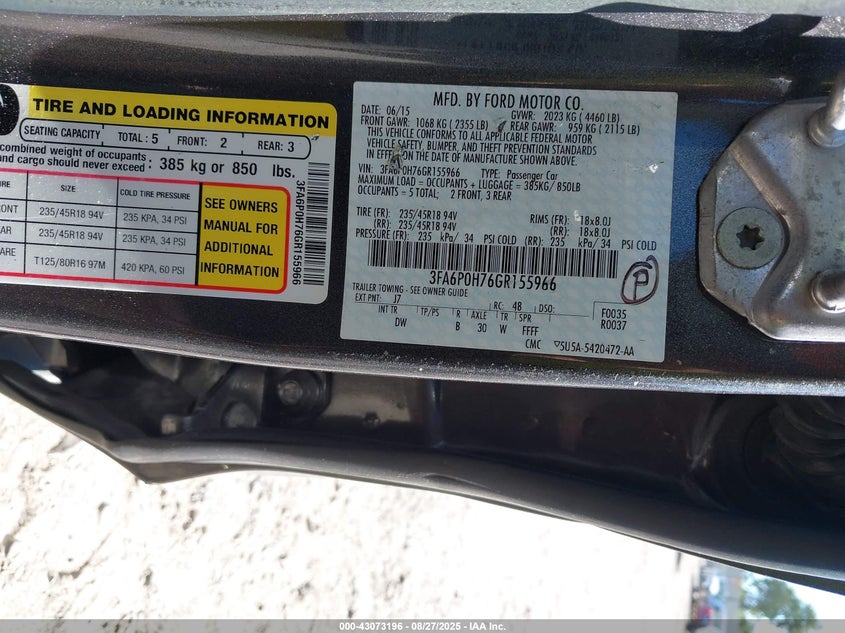 TIRE AND LOADING INFORMATION
SEATING CAPACITY TOTAL : 5 FRONT: 2 REAR: 3
combined weight of occupants
and cargo should never exceed : 385 kg or 850 lbs.
SIZE COLD TIRE PRESSURE
235/45R18 94V 235 KPA, 34 PSI
235/45R18 94V 235 KPA, 34 PSI
T125/80R16 97M 420 KPA, 60 PSI
SEE OWNERS
MANUAL FOR
ADDITIONAL
INFORMATION
3FA6P0H76GR155966
MFD. BY FORD MOTOR CO.
DATE: 06/15 GVWR: 2023 KG ( 4460 LB)
FRONT GAWR: 1068 KG ( 2355 LB) REAR GAWR: 959 KG ( 2115 LB)
THIS VEHICLE CONFORMS TO ALL APPLICABLE FEDERAL MOTOR
VEHICLE SAFETY, BUMPER, AND THEFT PREVENTION STANDARDS
IN EFFECT ON THE DATE OF MANUFACTURE SHOWN ABOVE.
VIN: 3FA6P0H76GR155966 TYPE: Passenger Car
MAXIMUM LOAD = OCCUPANTS + LUGGAGE = 385KG/ 850LB
OCCUPANTS = 5 TOTAL; 2 FRONT, 3 REAR
TIRE (FR): 235/45R18 94V RIMS (FR): 18x8.0J
(RR): 235/45R18 94V (RR): 18x8.0J
PRESSURE (FR): 235 kPa/ 34 PSI COLD (RR): 235 kPa/ 34 PSI COLD
3FA6P0H76GR155966
P
TRAILER TOWING - SEE OWNER GUIDE
EXT PNT: J7 RC: 48 DSO: F0035
INT TR TP/PS R AXLE TR SPR R0037
DW B 30 W FFFF
CMC 5U5A-5420472-AA
000-43073196 - 08/27/2025 - IAA Inc.